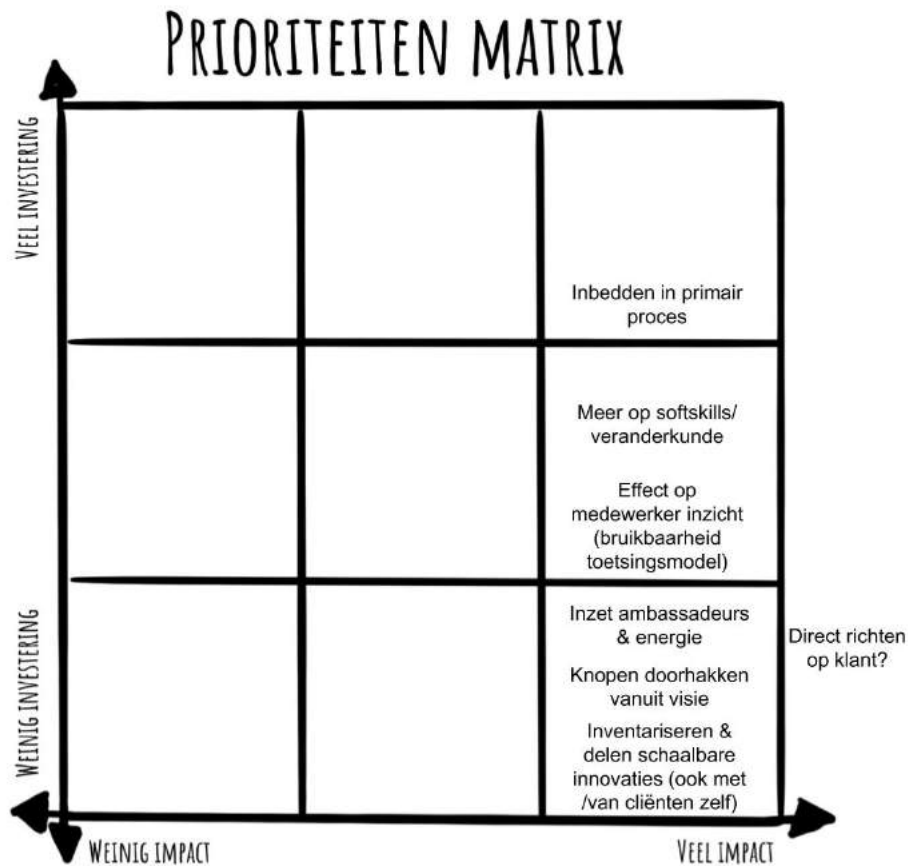 PRIORITEITEN MATRIX
VEEL INVESTERING
Inbedden in primair
proces
Meer op softskills/
veranderkunde
Effect op
medewerker inzicht
(bruikbaarheid
toetsingsmodel)
WEINIG INVESTERING
Inzet ambassadeurs
& energie
Knopen doorhakken
vanuit visie
Inventariseren &
delen schaalbare
innovaties (ook met
/van cliënten zelf)
Direct richten
op klant?
WEINIG IMPACT
VEEL IMPACT